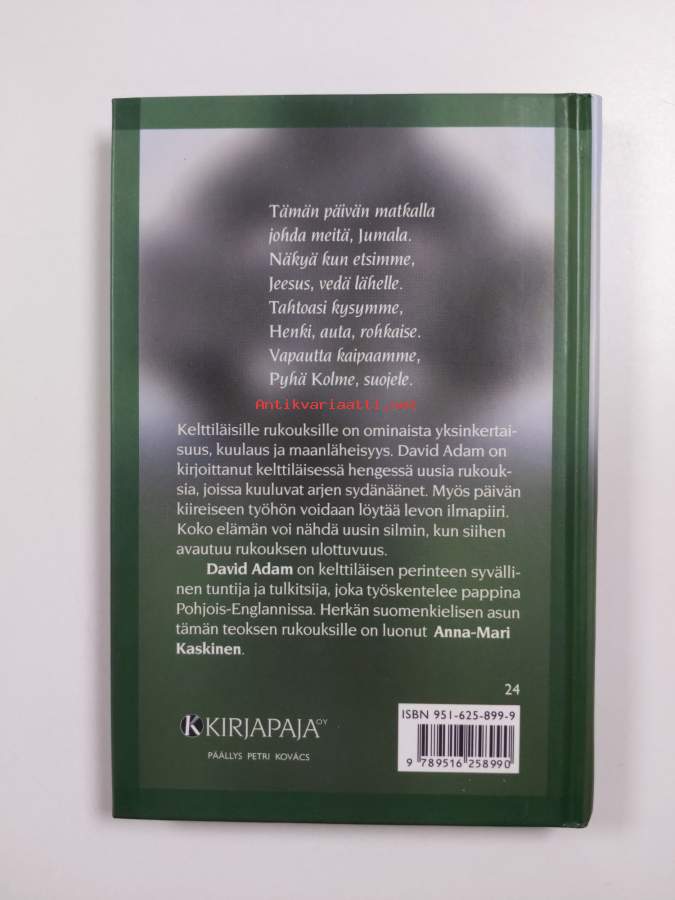 Tämän päivän matkalla
johda meitä, Jumala.
Näkyä kun etsimme,
Jeesus, vedä lähelle.
Tahtoasi kysymme,
Henki, auta, rohkaise.
Vapautta kaipaamme,
Pyhä Kolme, suojele.
Antikvariaatti.net
Kelttiläisille rukouksille on ominaista yksinkertai-
suus, kuulaus ja maanläheisyys. David Adam on
kirjoittanut kelttiläisessä hengessä uusia rukouk-
sia, joissa kuuluvat arjen sydänäänet. Myös päivän
kiireiseen työhön voidaan löytää levon ilmapiiri.
Koko elämän voi nähdä uusin silmin, kun siihen
avautuu rukouksen ulottuvuus.
David Adam on kelttiläisen perinteen syvälli-
nen tuntija ja tulkitsija, joka työskentelee pappina
Pohjois-Englannissa. Herkän suomenkielisen asun
tämän teoksen rukouksille on luonut Anna-Mari
Kaskinen.
24
ISBN 951-625-899-9
KIRJAPAJA OY
PÄÄLLYS PETRI KOVÁCS
9 789516 258990